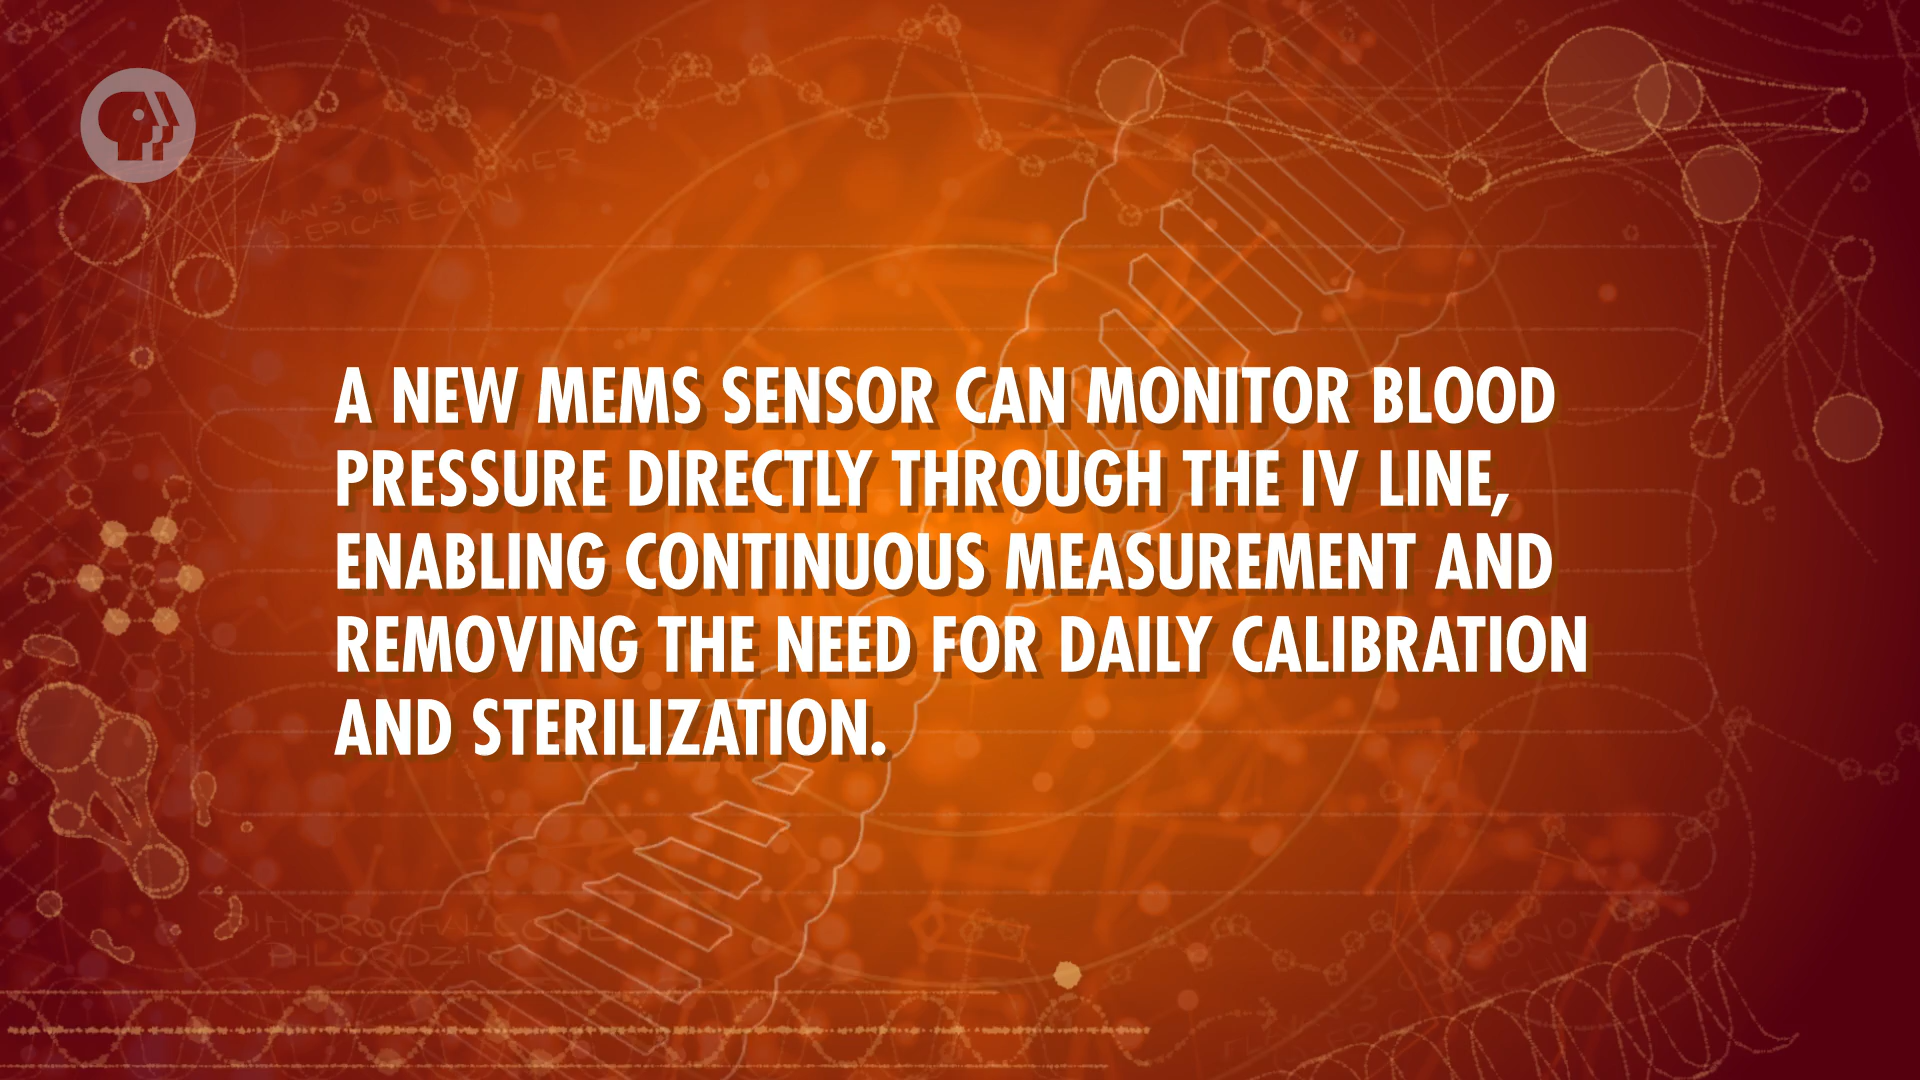 A NEW MEMS SENSOR CAN MONITOR BLOOD
PRESSURE DIRECTLY THROUGH THE IV LINE,
ENABLING CONTINUOUS MEASUREMENT AND
REMOVING THE NEED FOR DAILY CALIBRATION
AND STERILIZATION.